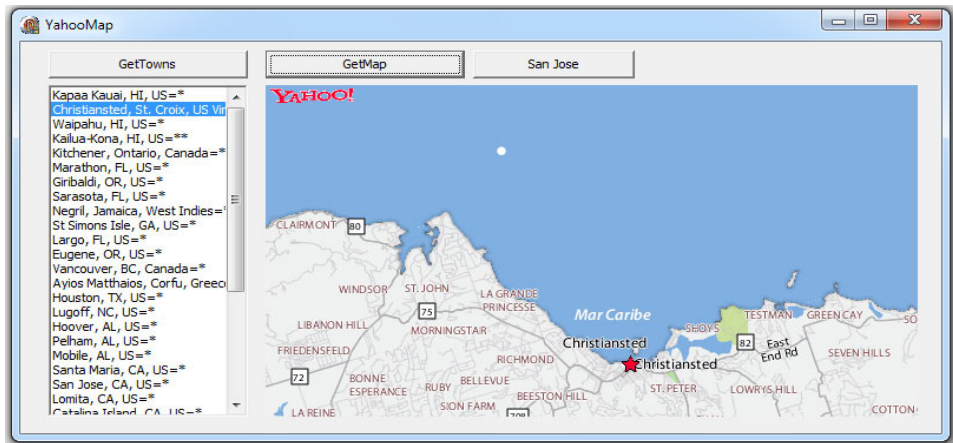 YahooMap
GetTowns
GetMap
San Jose
Kapaa Kauai, HI, US=*
Christiansted, St. Croix, US Vir
Waipahu, HI, US=*
Kailua-Kona, HI, US=**
Kitchener, Ontario, Canada=*
Marathon, FL, US=*
Giribaldi, OR, US=*
Sarasota, FL, US=*
Negril, Jamaica, West Indies=*
St Simons Isle, GA, US=*
Largo, FL, US=*
Eugene, OR, US=*
Vancouver, BC, Canada=*
Ayios Matthaios, Corfu, Greec
Houston, TX, US=*
Lugoff, NC, US=*
Hoover, AL, US=*
Pelham, AL, US=*
Mobile, AL, US=*
Santa Maria, CA, US=*
San Jose, CA, US=*
Lomita, CA, US=*
Catalina Island, CA, US=*
YAHOO!
CLAIRMONT
80
WINDSOR
ST. JOHN
LA GRANDE
PRINCESSE
75
Mar Caribe
LIBANON HILL
MORNINGSTAR
SHOYS
TESTMAN
GREEN CAY
SO
Christiansted
82
East
End Rd
FRIEDENSFELD
RICHMOND
Christiansted
SEVEN HILLS
72
BONNE
ESPERANCE
RUBY
BELLEVUE
BEESTON HILL
ST. PETER
LOWRYS HILL
LA REINE
SION FARM
708
COTTON